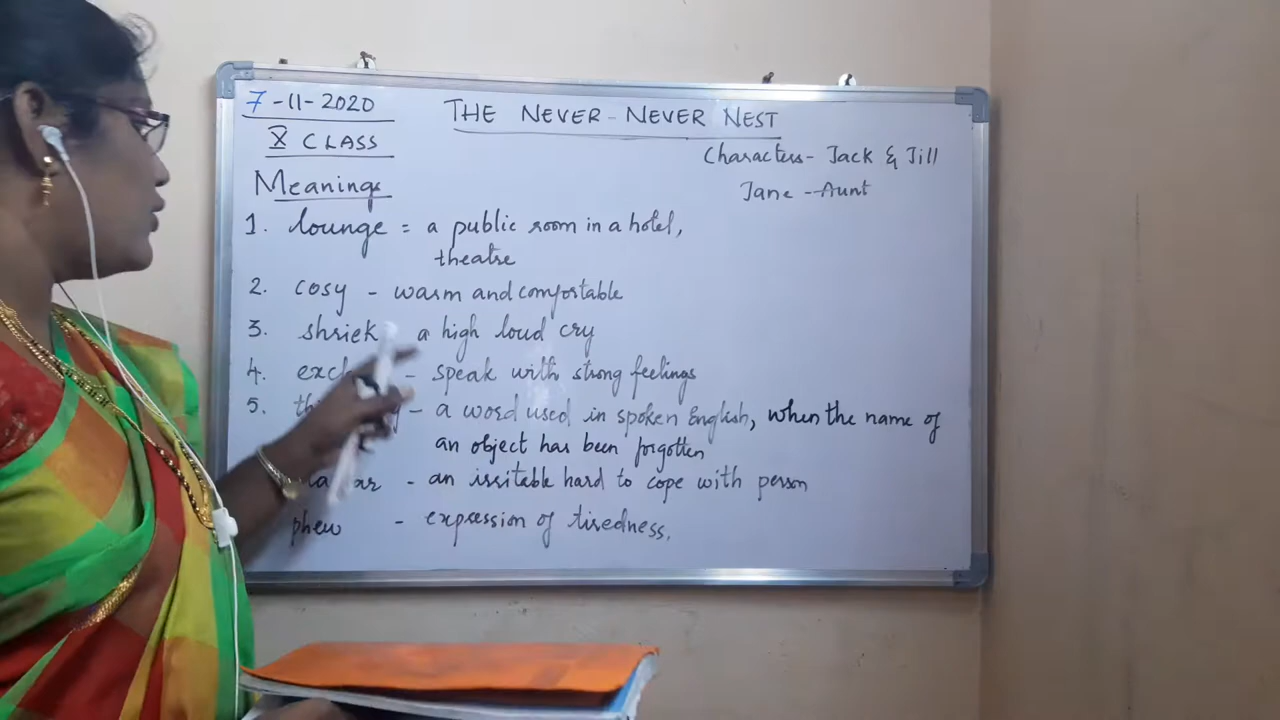 7-11-2020
X CLASS
THE NEVER-NEVER NEST
Characters- Jack & Jill
Jane -- Aunt
Meanings
1. lounge = a public room in a hotel,
theatre
2. cosy - warm and comfortable
3. shriek a high loud cry
4. - speak with strong feelings
5. - a word used in spoken English, when the name of
an object has been forgotten
- an irritable hard to cope with person
phew - expression of tiredness.